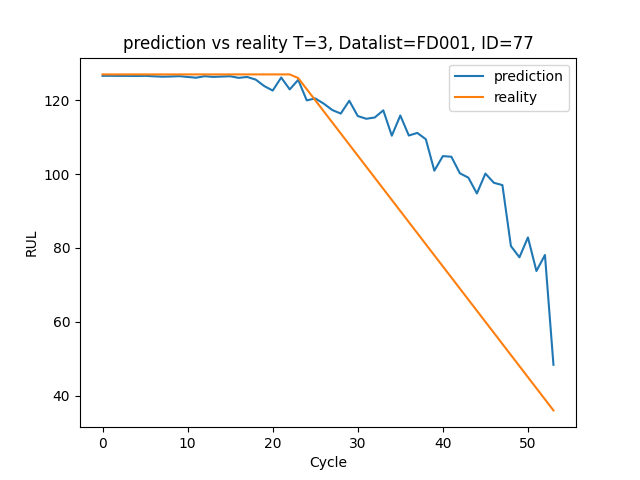 prediction vs reality T=3, Datalist=FD001, ID=77
prediction
reality
RUL
120
100
80
60
40
0 10 20 30 40 50
Cycle